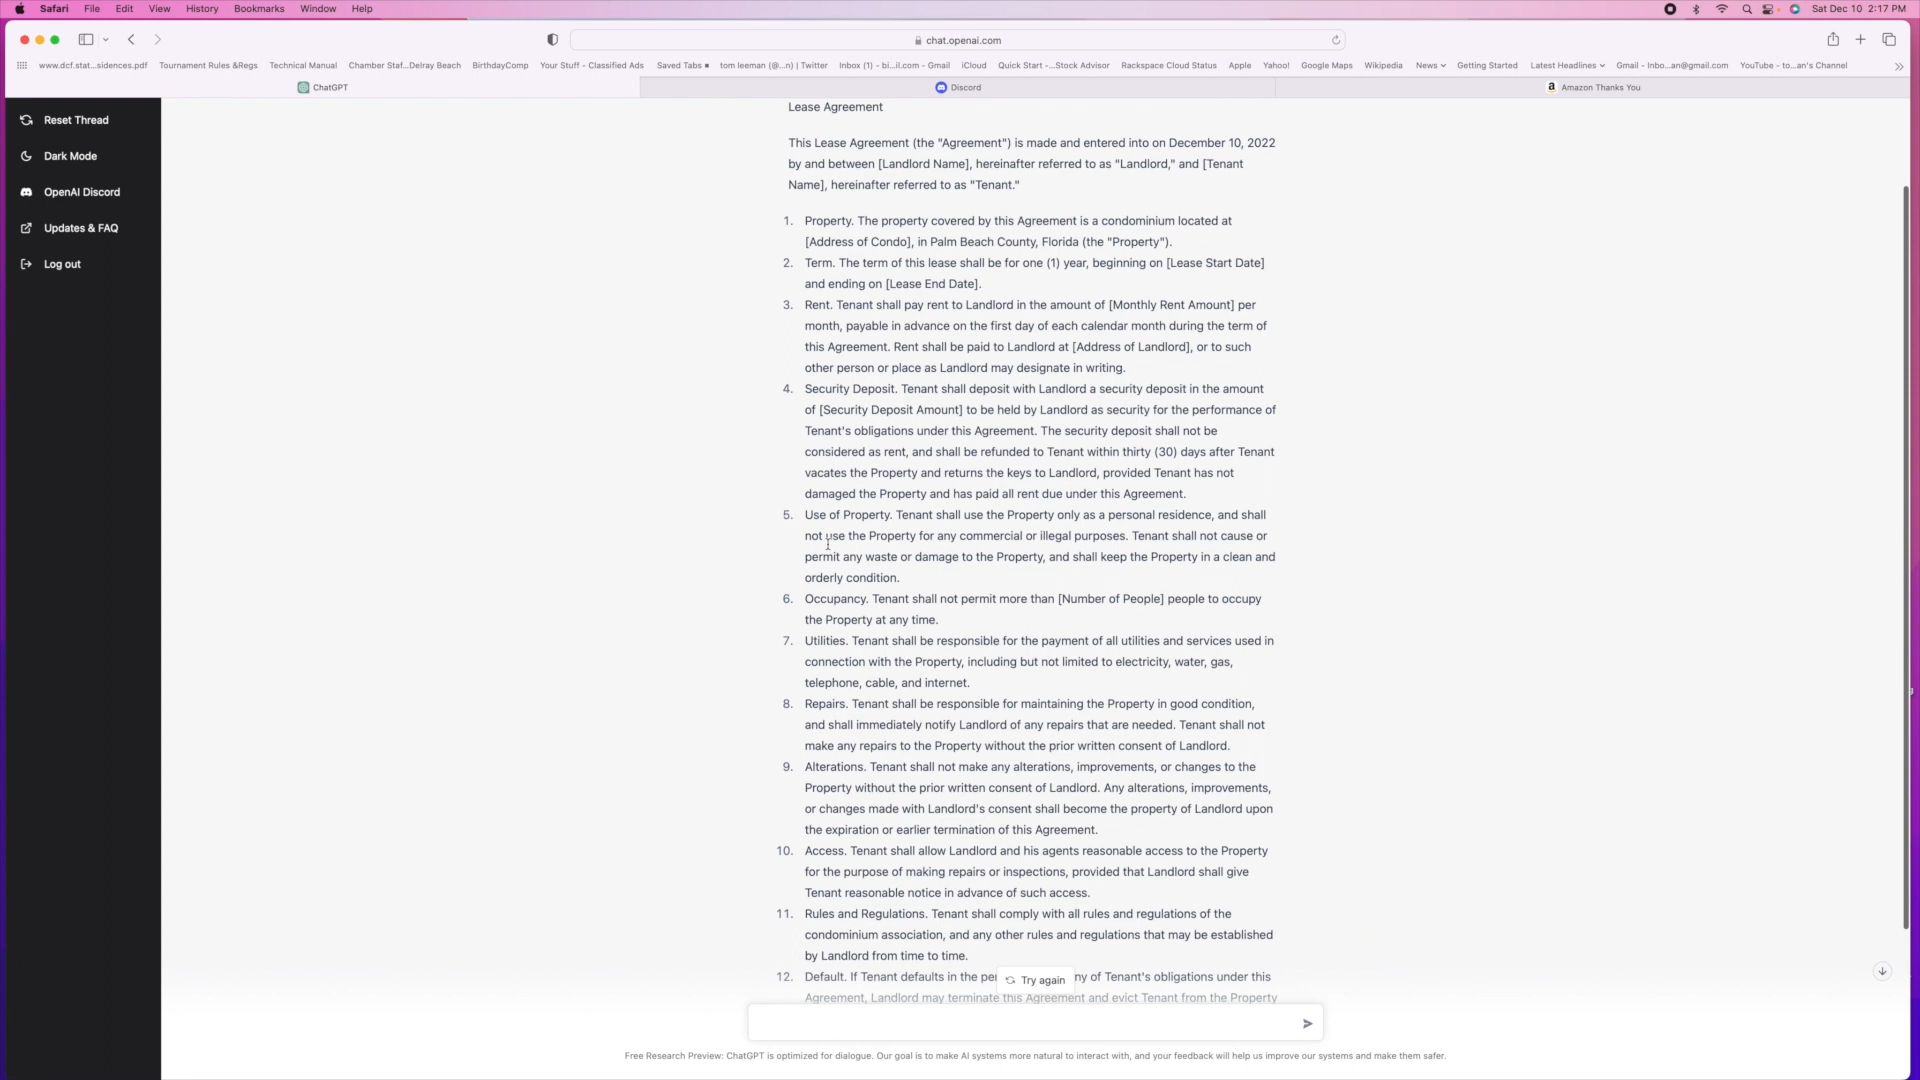 Safari File Edit View History Bookmarks Window Help Sat Dec 10 2:17 PM
chat.openai.com
www.dcf.stat...sidences.pdf Tournament Rules &Regs Technical Manual Chamber Staf...Delray Beach BirthdayComp Your Stuff - Classified Ads Saved Tabs tom leeman (@...n) | Twitter Inbox (1) - bi...il.com - Gmail iCloud Quick Start -...Stock Advisor Rackspace Cloud Status Apple Yahoo! Google Maps Wikipedia News Getting Started Latest Headlines Gmail - Inbo...an@gmail.com YouTube - to...an's Channel
ChatGPT Discord Amazon Thanks You
Reset Thread
Dark Mode
OpenAI Discord
Updates & FAQ
Log out
Lease Agreement
This Lease Agreement (the "Agreement") is made and entered into on December 10, 2022
by and between [Landlord Name], hereinafter referred to as "Landlord," and [Tenant
Name], hereinafter referred to as "Tenant."
1. Property. The property covered by this Agreement is a condominium located at
[Address of Condo], in Palm Beach County, Florida (the "Property").
2. Term. The term of this lease shall be for one (1) year, beginning on [Lease Start Date]
and ending on [Lease End Date].
3. Rent. Tenant shall pay rent to Landlord in the amount of [Monthly Rent Amount] per
month, payable in advance on the first day of each calendar month during the term of
this Agreement. Rent shall be paid to Landlord at [Address of Landlord], or to such
other person or place as Landlord may designate in writing.
4. Security Deposit. Tenant shall deposit with Landlord a security deposit in the amount
of [Security Deposit Amount] to be held by Landlord as security for the performance of
Tenant's obligations under this Agreement. The security deposit shall not be
considered as rent, and shall be refunded to Tenant within thirty (30) days after Tenant
vacates the Property and returns the keys to Landlord, provided Tenant has not
damaged the Property and has paid all rent due under this Agreement.
5. Use of Property. Tenant shall use the Property only as a personal residence, and shall
not use the Property for any commercial or illegal purposes. Tenant shall not cause or
permit any waste or damage to the Property, and shall keep the Property in a clean and
orderly condition.
6. Occupancy. Tenant shall not permit more than [Number of People] people to occupy
the Property at any time.
7. Utilities. Tenant shall be responsible for the payment of all utilities and services used in
connection with the Property, including but not limited to electricity, water, gas,
telephone, cable, and internet.
8. Repairs. Tenant shall be responsible for maintaining the Property in good condition,
and shall immediately notify Landlord of any repairs that are needed. Tenant shall not
make any repairs to the Property without the prior written consent of Landlord.
9. Alterations. Tenant shall not make any alterations, improvements, or changes to the
Property without the prior written consent of Landlord. Any alterations, improvements,
or changes made with Landlord's consent shall become the property of Landlord upon
the expiration or earlier termination of this Agreement.
10. Access. Tenant shall allow Landlord and his agents reasonable access to the Property
for the purpose of making repairs or inspections, provided that Landlord shall give
Tenant reasonable notice in advance of such access.
11. Rules and Regulations. Tenant shall comply with all rules and regulations of the
condominium association, and any other rules and regulations that may be established
by Landlord from time to time.
12. Default. If Tenant defaults in the per Try again ny of Tenant's obligations under this
Agreement, Landlord may terminate this Agreement and evict Tenant from the Property
Free Research Preview: ChatGPT is optimized for dialogue. Our goal is to make AI systems more natural to interact with, and your feedback will help us improve our systems and make them safer.